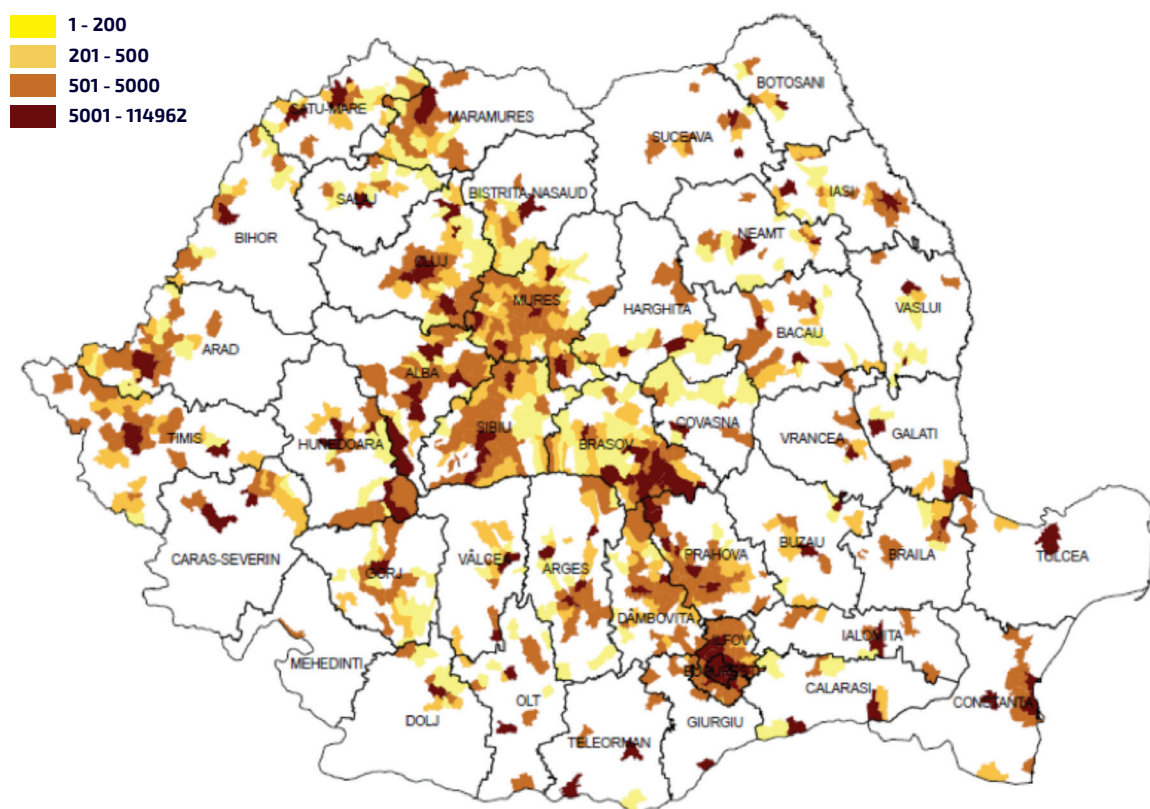 1 - 200
201 - 500
501 - 5000
5001 - 114962
BOTOSANI
SATU-MARE
MARAMURES
SUCEAVA
SALAJ
BISTRITA-NASAUD
IASI
BIHOR
NEAMT
CLUJ
MURES
HARGHITA
VASLUI
BACAU
ARAD
ALBA
TIMIS
HUNEDOARA
SIBIU
BRASOV
COVASNA
VRANCEA
GALATI
CARAS-SEVERIN
GORJ
VÂLCEA
ARGES
PRAHOVA
BUZAU
BRAILA
TULCEA
DÂMBOVITA
ILFOV
IALOMITA
MEHEDINTI
CALARASI
OLT
CONSTANTA
DOLJ
GIURGIU
TELEORMAN